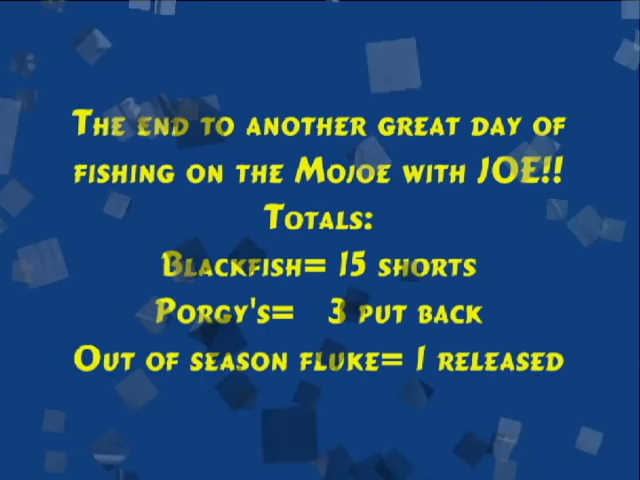 The end to another great day of
fishing on the Mojoe with JOE!!
Totals:
Blackfish= 15 shorts
Porgy's= 3 put back
Out of season fluke= 1 released